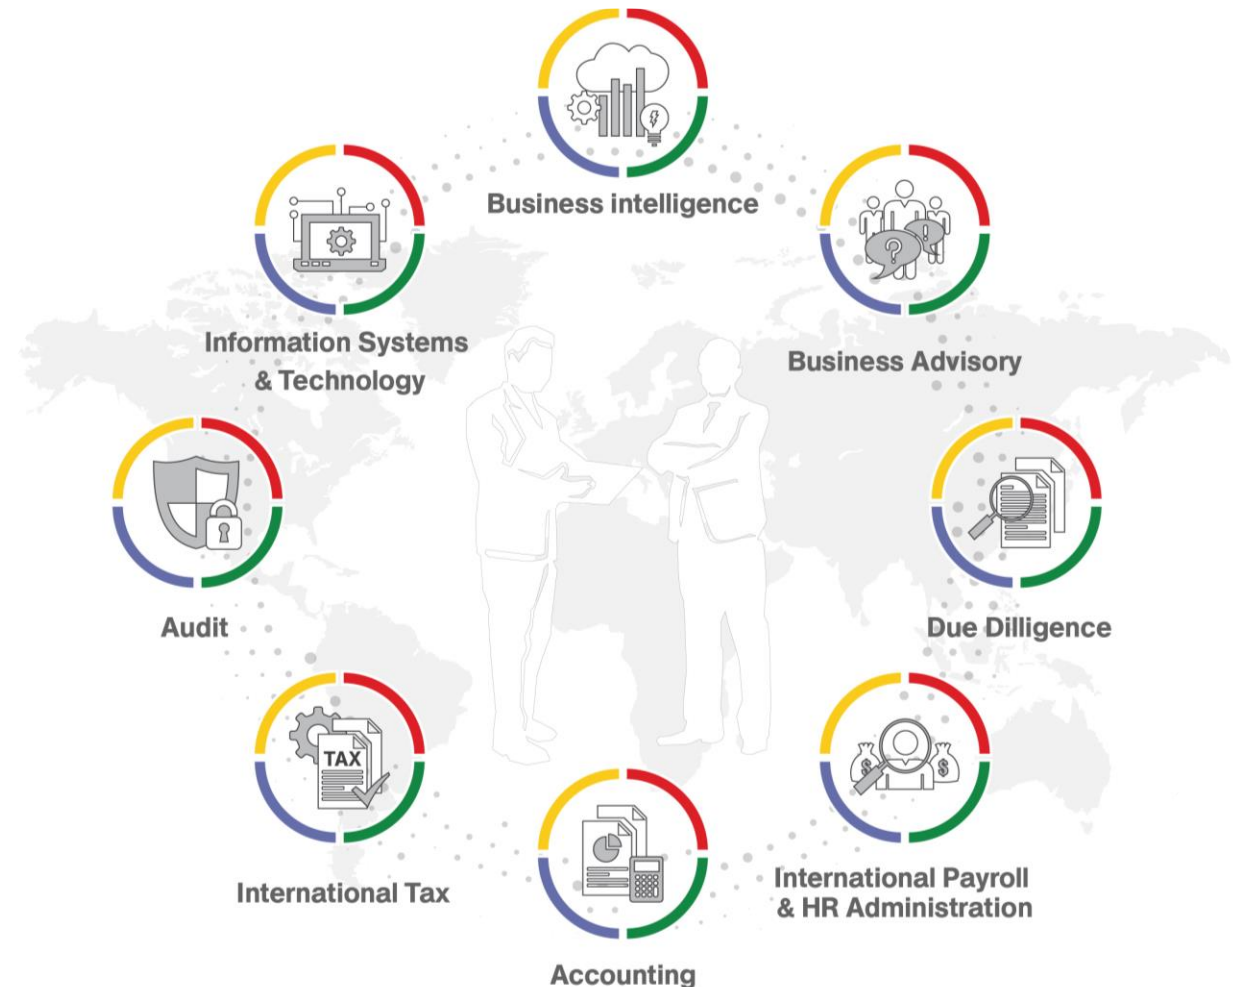 Business intelligence
Information Systems
& Technology
Business Advisory
Audit
Due Dilligence
TAX
$
$
International Tax
International Payroll
& HR Administration
Accounting